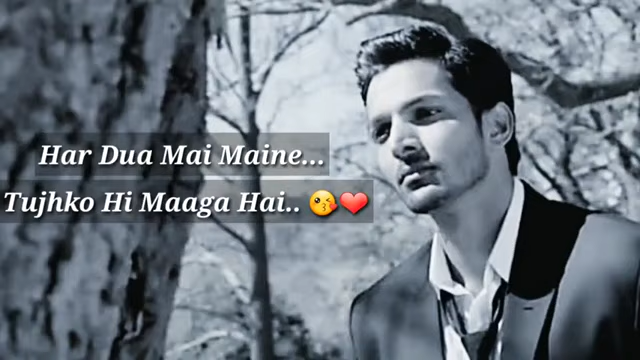 Har Dua Mai Maine...
Tujhko Hi Maaga Hai.. 😘❤️